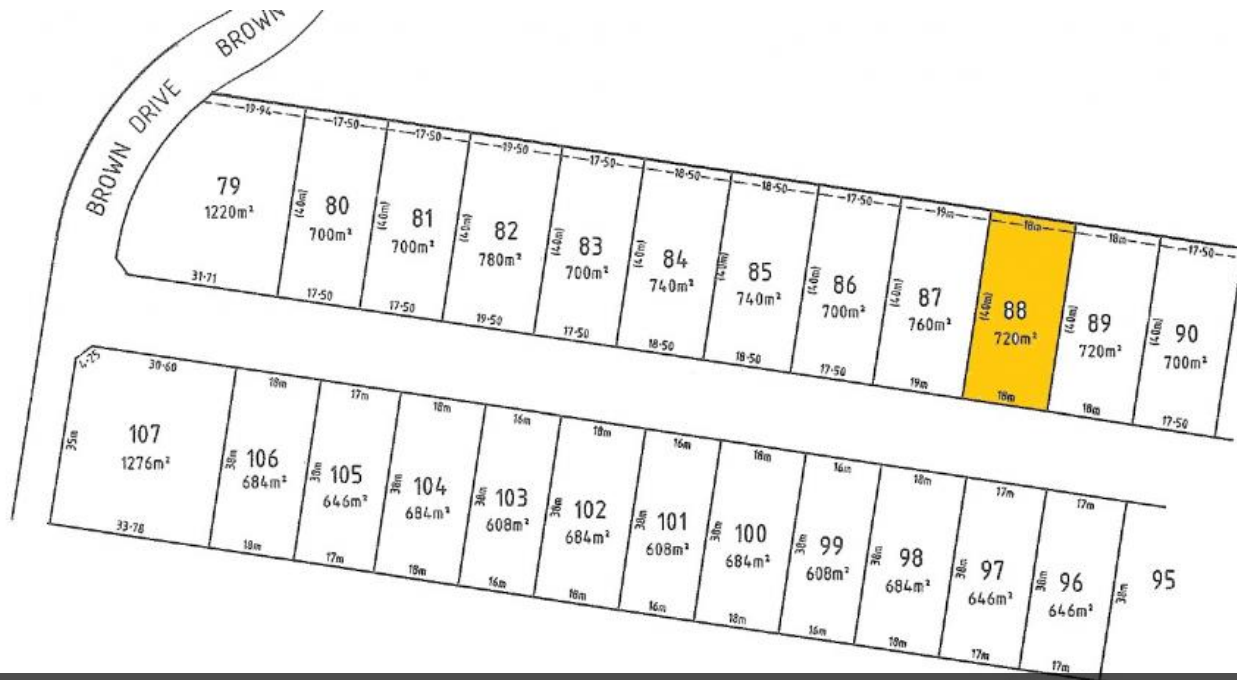 BROWN DRIVE BROWN
19·94 17·50 17·50 19·50 17·50 18·50 18·50 17·50 19m 18m 18m 17·50
79
1220m²
(40m)
80
700m²
(40m)
81
700m²
(40m)
82
780m²
(40m)
83
700m²
(40m)
84
740m²
(40m)
85
740m²
(40m)
86
700m²
(40m)
87
760m²
(40m)
88
720m²
(40m)
89
720m²
(40m)
90
700m²
31·71 17·50 17·50 19·50 17·50 18·50 18·50 17·50 19m 18m 18m 17·50
4·25 30·60 18m 17m 18m 16m 18m 16m 18m 16m 18m 17m 17m
35m
107
1276m²
38m
106
684m²
38m
105
646m²
38m
104
684m²
38m
103
608m²
38m
102
684m²
38m
101
608m²
38m
100
684m²
38m
99
608m²
38m
98
684m²
38m
97
646m²
38m
96
646m²
38m
95
33·78 18m 17m 18m 16m 18m 16m 18m 16m 18m 17m 17m